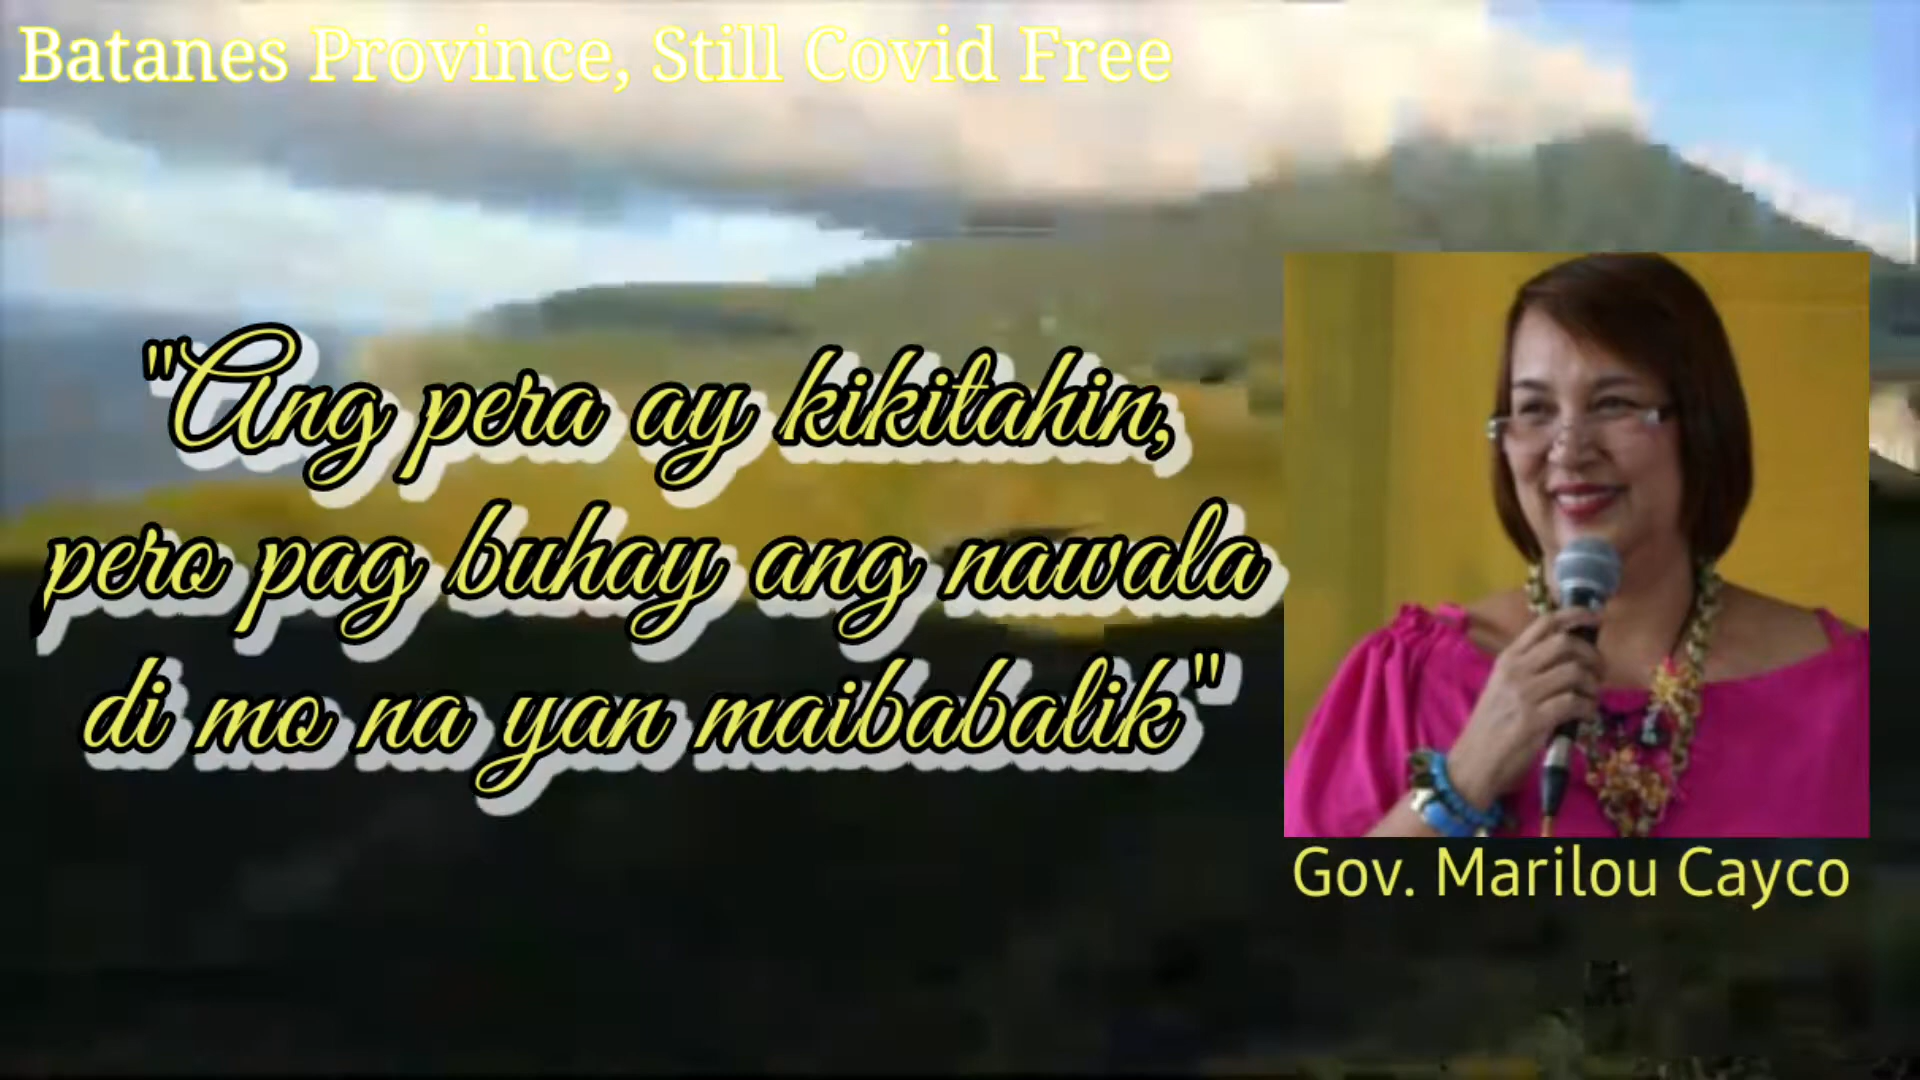 Batanes Province, Still Covid Free
"Ang pera ay kikitahin,
pero pag buhay ang nawala
di mo na yan maibabalik"
Gov. Marilou Cayco